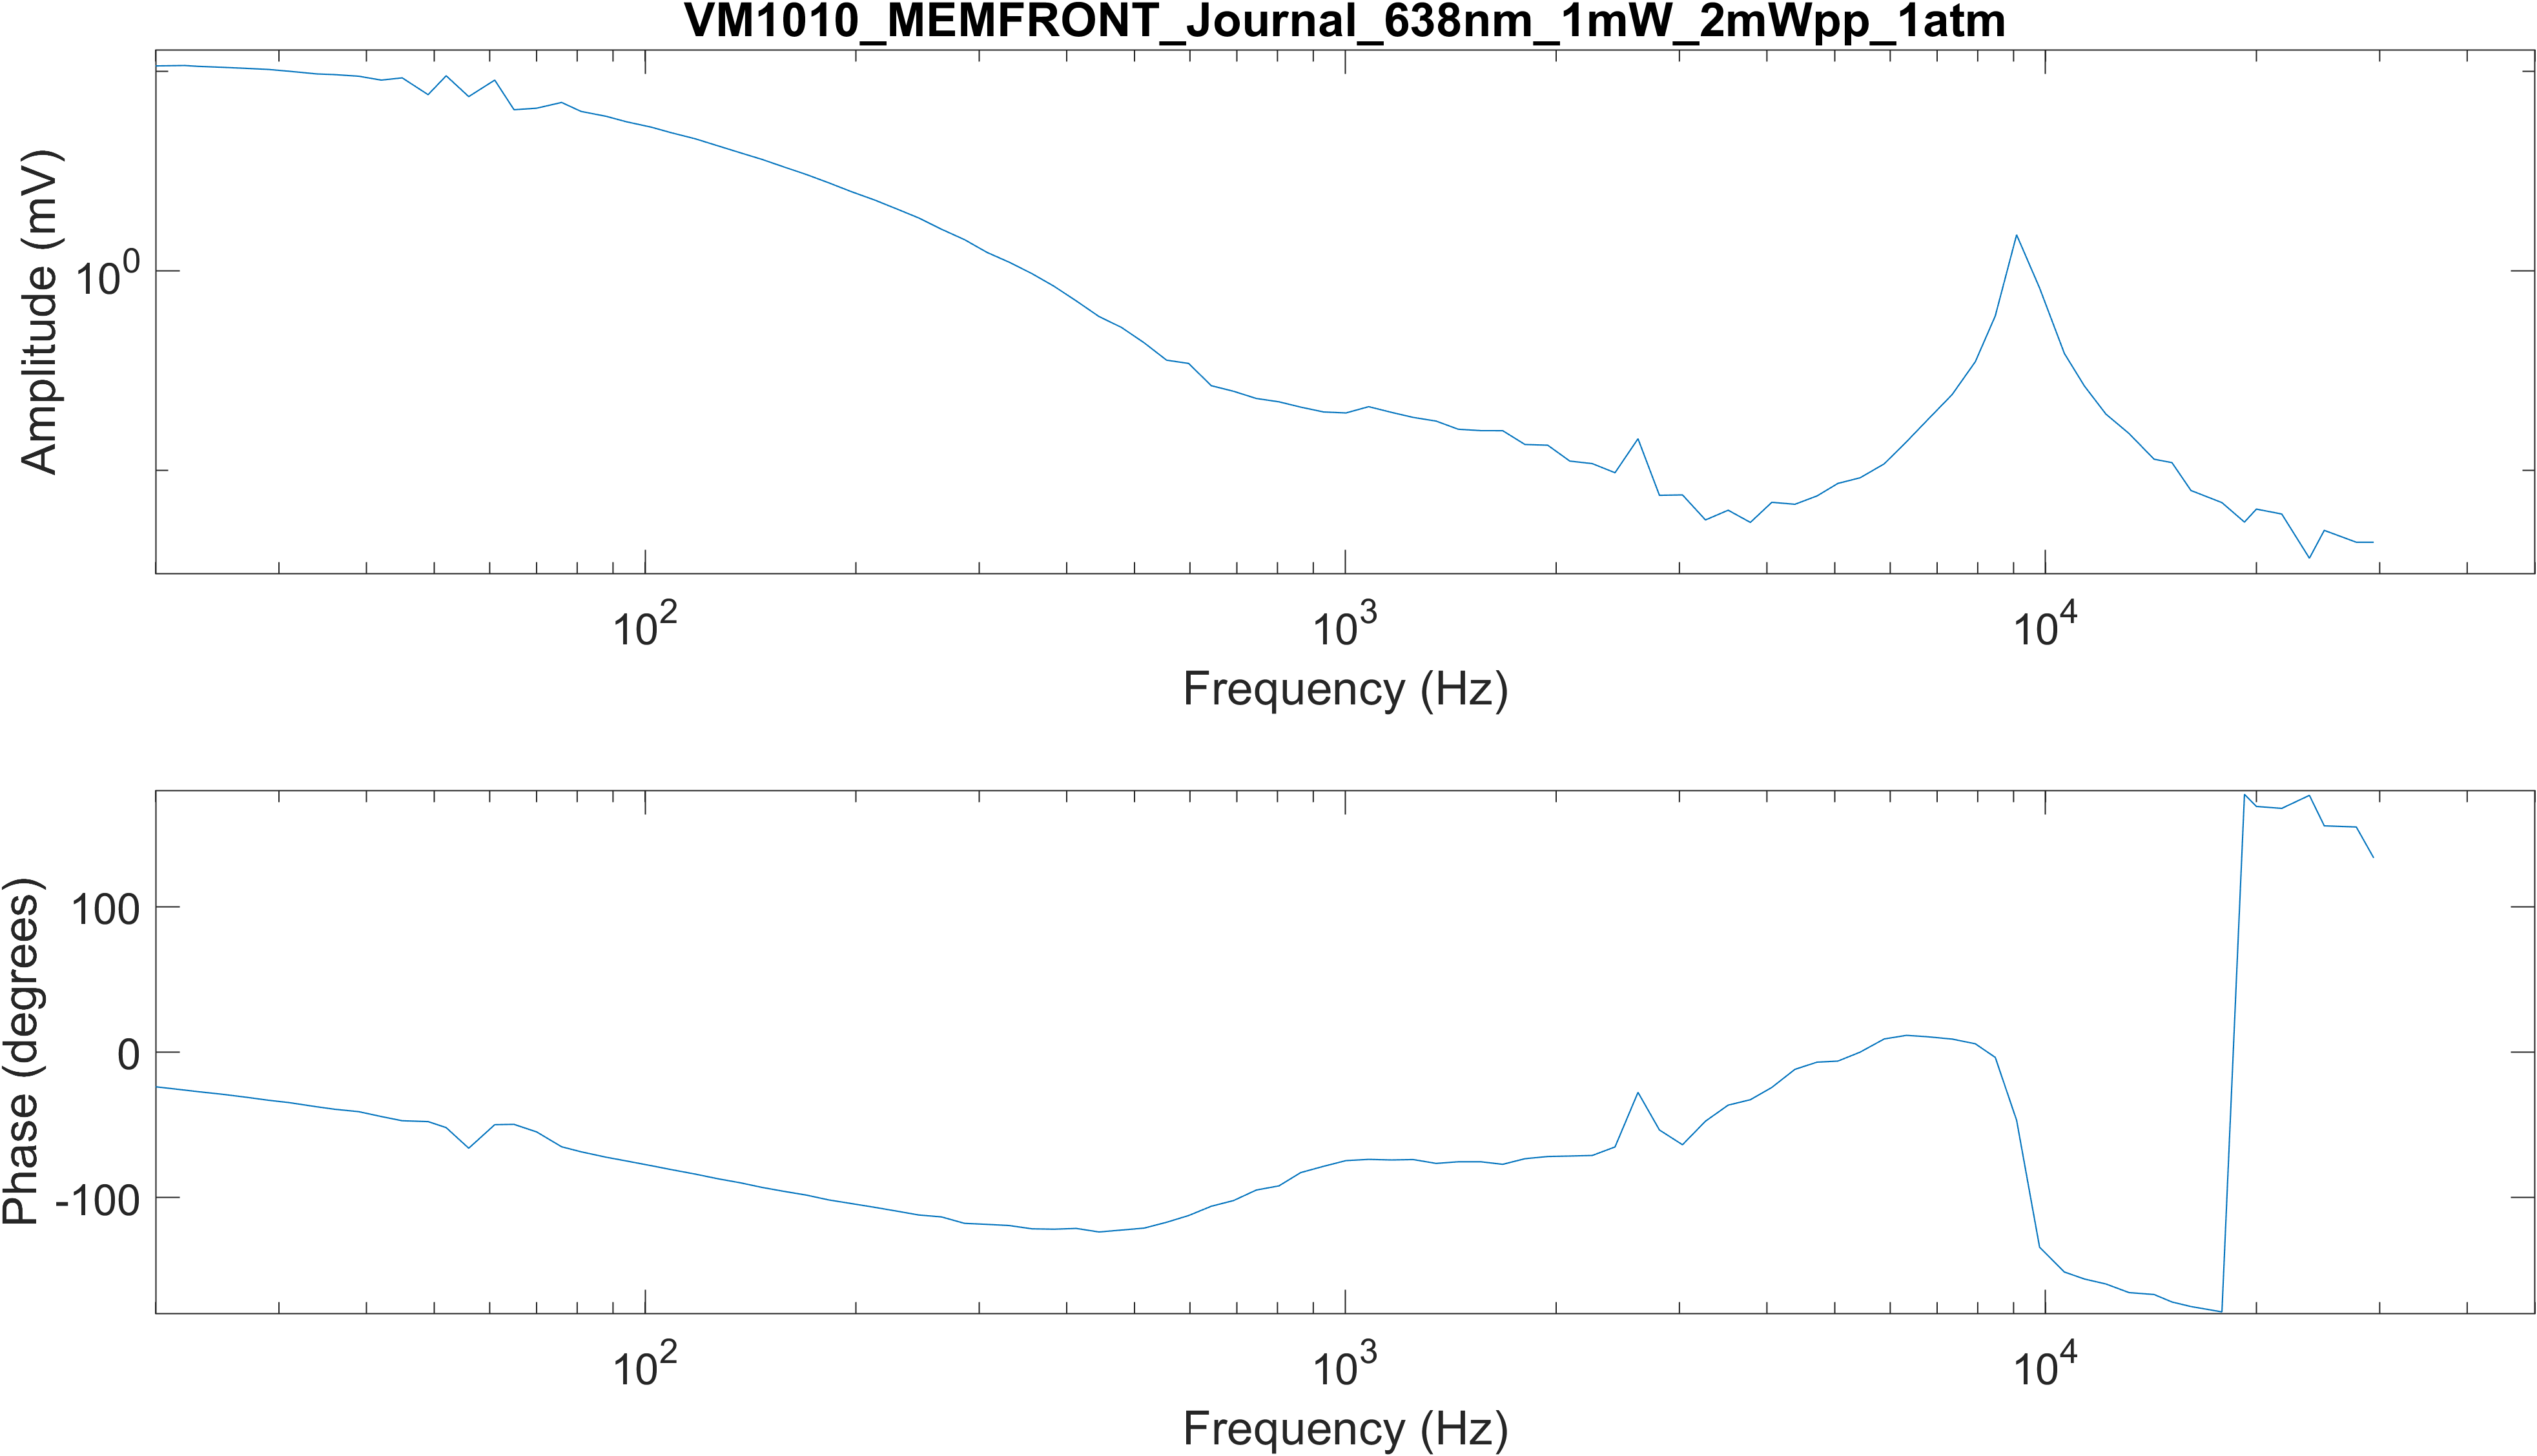 VM1010_MEMFRONT_Journal_638nm_1mW_2mWpp_1atm
Amplitude (mV)
10^0
10^2 10^3 10^4
Frequency (Hz)
Phase (degrees)
100
0
-100
10^2 10^3 10^4
Frequency (Hz)